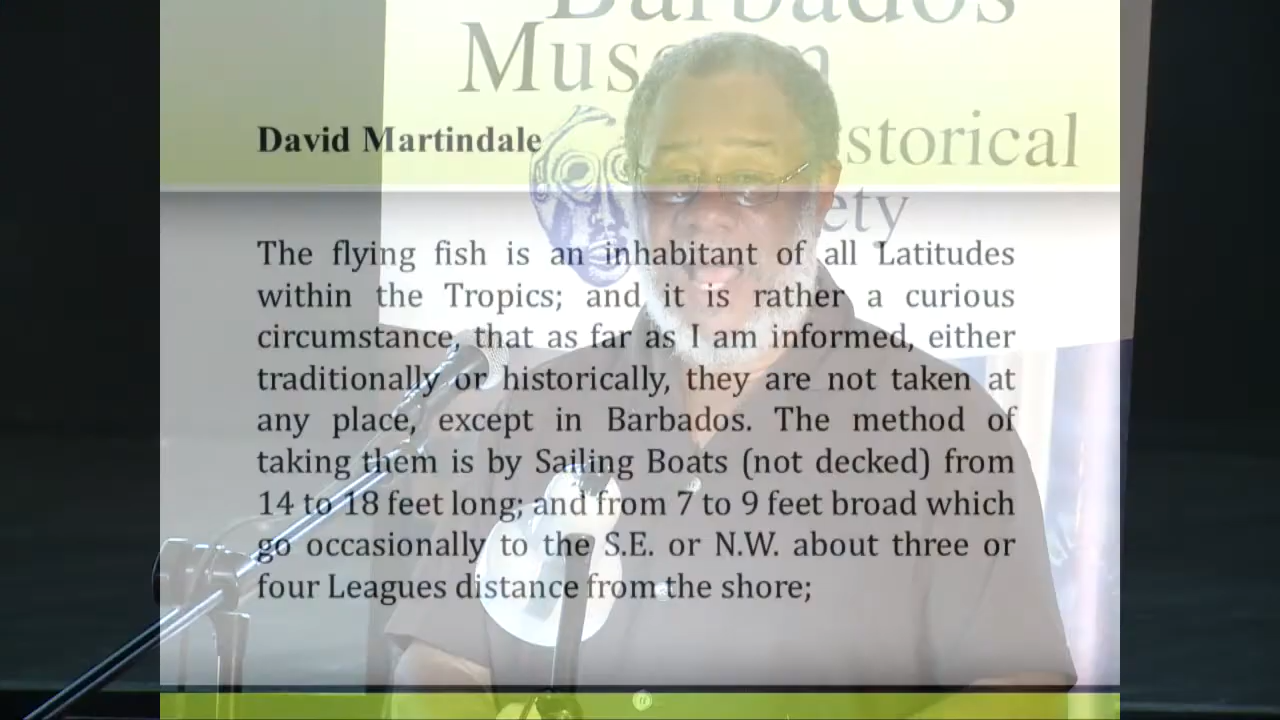 Barbados
Museum
David Martindale
istorical
ety
The flying fish is an inhabitant of all Latitudes
within the Tropics; and it is rather a curious
circumstance, that as far as I am informed, either
traditionally or historically, they are not taken at
any place, except in Barbados. The method of
taking them is by Sailing Boats (not decked) from
14 to 18 feet long; and from 7 to 9 feet broad which
go occasionally to the S.E. or N.W. about three or
four Leagues distance from the shore;